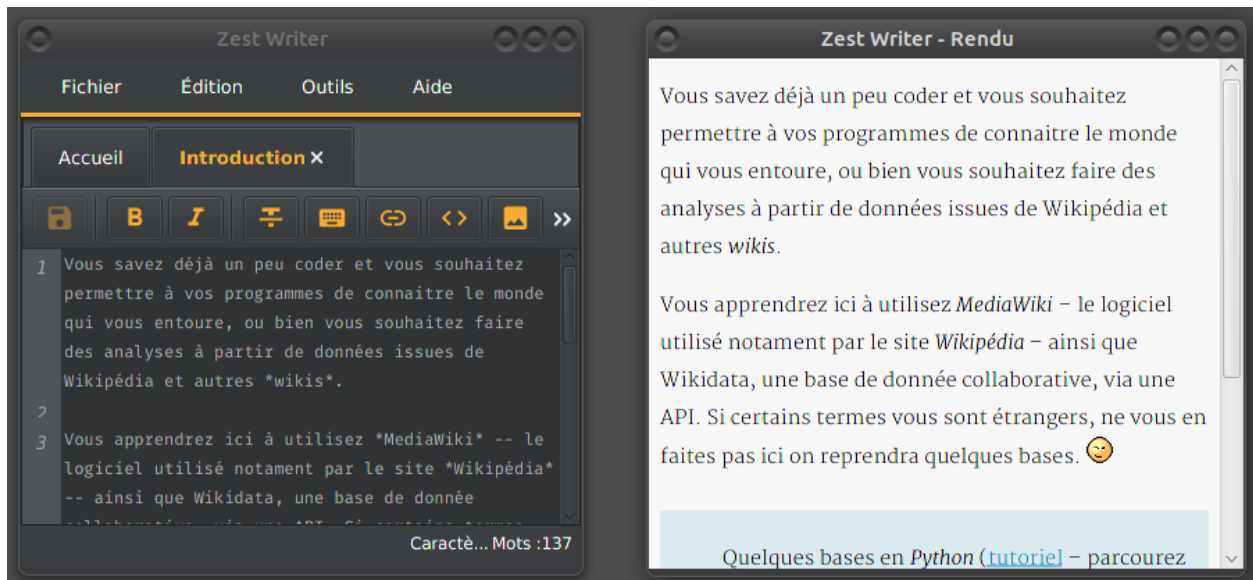 Zest Writer
Fichier Édition Outils Aide
Accueil Introduction ×
B I
1 Vous savez déjà un peu coder et vous souhaitez
permettre à vos programmes de connaitre le monde
qui vous entoure, ou bien vous souhaitez faire
des analyses à partir de données issues de
Wikipédia et autres *wikis*.
2
3 Vous apprendrez ici à utilisez *MediaWiki* -- le
logiciel utilisé notament par le site *Wikipédia*
-- ainsi que Wikidata, une base de donnée
collaborative, via une API. Si certains termes
Caractè... Mots :137
Zest Writer - Rendu
Vous savez déjà un peu coder et vous souhaitez
permettre à vos programmes de connaitre le monde
qui vous entoure, ou bien vous souhaitez faire des
analyses à partir de données issues de Wikipédia et
autres wikis.
Vous apprendrez ici à utilisez MediaWiki – le logiciel
utilisé notament par le site Wikipédia – ainsi que
Wikidata, une base de donnée collaborative, via une
API. Si certains termes vous sont étrangers, ne vous en
faites pas ici on reprendra quelques bases.
Quelques bases en Python (tutoriel – parcourez